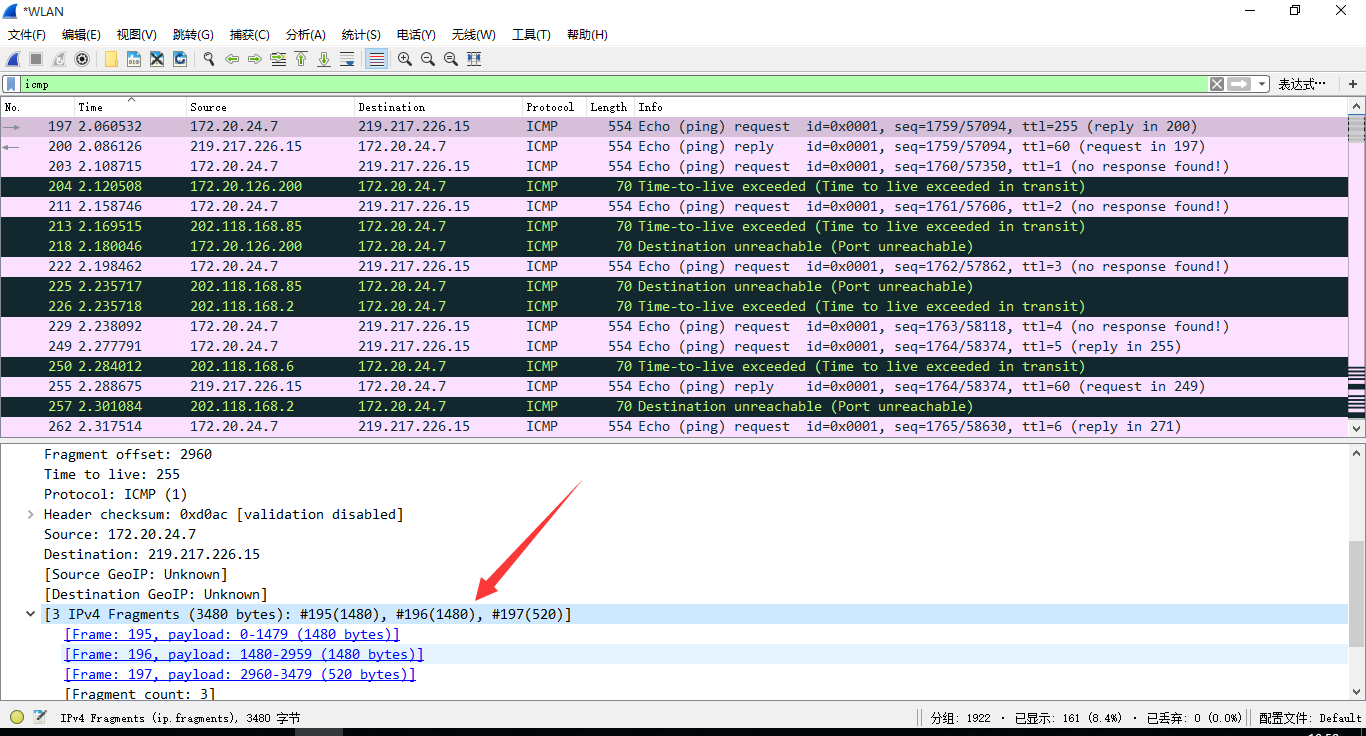 *WLAN
文件(F) 编辑(E) 视图(V) 跳转(G) 捕获(C) 分析(A) 统计(S) 电话(Y) 无线(W) 工具(T) 帮助(H)
icmp 表达式… +
No. Time Source Destination Protocol Length Info
197 2.060532 172.20.24.7 219.217.226.15 ICMP 554 Echo (ping) request id=0x0001, seq=1759/57094, ttl=255 (reply in 200)
200 2.086126 219.217.226.15 172.20.24.7 ICMP 554 Echo (ping) reply id=0x0001, seq=1759/57094, ttl=60 (request in 197)
203 2.108715 172.20.24.7 219.217.226.15 ICMP 554 Echo (ping) request id=0x0001, seq=1760/57350, ttl=1 (no response found!)
204 2.120508 172.20.126.200 172.20.24.7 ICMP 70 Time-to-live exceeded (Time to live exceeded in transit)
211 2.158746 172.20.24.7 219.217.226.15 ICMP 554 Echo (ping) request id=0x0001, seq=1761/57606, ttl=2 (no response found!)
213 2.169515 202.118.168.85 172.20.24.7 ICMP 70 Time-to-live exceeded (Time to live exceeded in transit)
218 2.180046 172.20.126.200 172.20.24.7 ICMP 70 Destination unreachable (Port unreachable)
222 2.198462 172.20.24.7 219.217.226.15 ICMP 554 Echo (ping) request id=0x0001, seq=1762/57862, ttl=3 (no response found!)
225 2.235717 202.118.168.85 172.20.24.7 ICMP 70 Destination unreachable (Port unreachable)
226 2.235718 202.118.168.2 172.20.24.7 ICMP 70 Time-to-live exceeded (Time to live exceeded in transit)
229 2.238092 172.20.24.7 219.217.226.15 ICMP 554 Echo (ping) request id=0x0001, seq=1763/58118, ttl=4 (no response found!)
249 2.277791 172.20.24.7 219.217.226.15 ICMP 554 Echo (ping) request id=0x0001, seq=1764/58374, ttl=5 (reply in 255)
250 2.284012 202.118.168.6 172.20.24.7 ICMP 70 Time-to-live exceeded (Time to live exceeded in transit)
255 2.288675 219.217.226.15 172.20.24.7 ICMP 554 Echo (ping) reply id=0x0001, seq=1764/58374, ttl=60 (request in 249)
257 2.301084 202.118.168.2 172.20.24.7 ICMP 70 Destination unreachable (Port unreachable)
262 2.317514 172.20.24.7 219.217.226.15 ICMP 554 Echo (ping) request id=0x0001, seq=1765/58630, ttl=6 (reply in 271)
Fragment offset: 2960
Time to live: 255
Protocol: ICMP (1)
Header checksum: 0xd0ac [validation disabled]
Source: 172.20.24.7
Destination: 219.217.226.15
[Source GeoIP: Unknown]
[Destination GeoIP: Unknown]
[3 IPv4 Fragments (3480 bytes): #195(1480), #196(1480), #197(520)]
[Frame: 195, payload: 0-1479 (1480 bytes)]
[Frame: 196, payload: 1480-2959 (1480 bytes)]
[Frame: 197, payload: 2960-3479 (520 bytes)]
[Fragment count: 3]
IPv4 Fragments (ip.fragments), 3480 字节 分组: 1922 · 已显示: 161 (8.4%) · 已丢弃: 0 (0.0%) 配置文件: Default